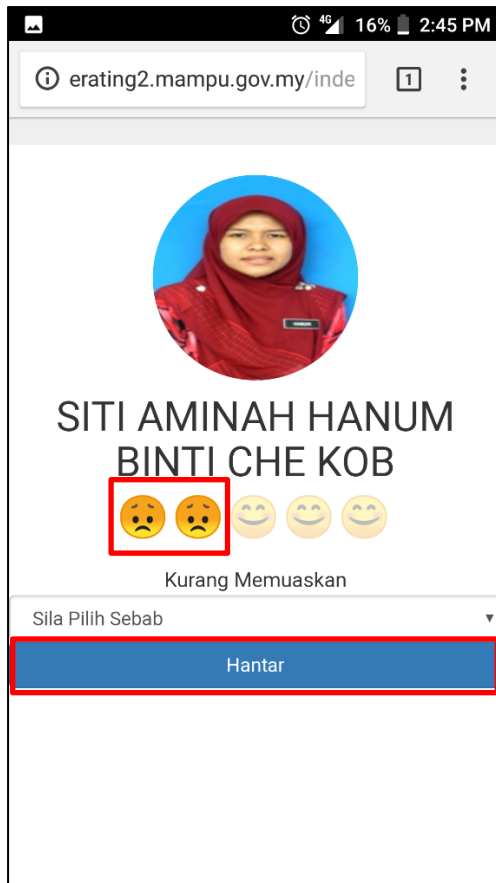 4G 16% 2:45 PM
erating2.mampu.gov.my/inde
1
SITI AMINAH HANUM
BINTI CHE KOB
Kurang Memuaskan
Sila Pilih Sebab
Hantar